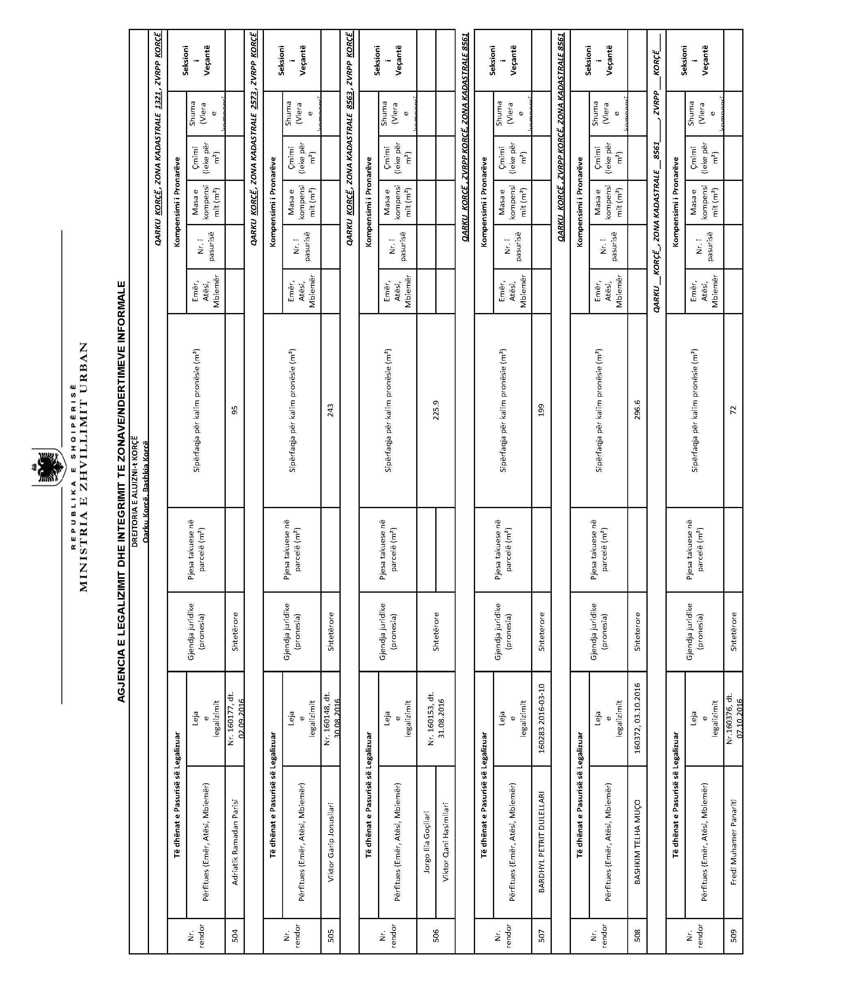 REPUBLIKA E SHQIPËRISË
MINISTRIA E ZHVILLIMIT URBAN
AGJENCIA E LEGALIZIMIT DHE INTEGRIMIT TE ZONAVE/NDERTIMEVE INFORMALE
DREJTORIA E ALUIZNI-t KORÇË
Qarku Korçë, Bashkia Korçë
QARKU KORÇË, ZONA KADASTRALE 1321, ZVRPP KORÇË
Nr. rendor
Të dhënat e Pasurisë së Legalizuar
Përfitues (Emër, Atësi, Mbiemër)
Leja e legalizimit
Gjendja juridike (pronesia)
Pjesa takuese në parcelë (m²)
Sipërfaqja për kalim pronësie (m²)
Kompensimi i Pronarëve
Emër, Atësi, Mbiemër
Nr. i pasurisë
Masa e kompensimit (m²)
Çmimi (leke për m²)
Shuma (Vlera e kompensi
Seksioni i Veçantë
504 Adriatik Ramadan Parisi Nr. 160177, dt. 02.09.2016 Shtetërore 95
QARKU KORÇË, ZONA KADASTRALE 2573, ZVRPP KORÇË
Nr. rendor
Të dhënat e Pasurisë së Legalizuar
Përfitues (Emër, Atësi, Mbiemër)
Leja e legalizimit
Gjendja juridike (pronesia)
Pjesa takuese në parcelë (m²)
Sipërfaqja për kalim pronësie (m²)
Kompensimi i Pronarëve
Emër, Atësi, Mbiemër
Nr. i pasurisë
Masa e kompensimit (m²)
Çmimi (leke për m²)
Shuma (Vlera e kompensi
Seksioni i Veçantë
505 Viktor Garip Jonusllari Nr. 160148, dt. 30.08.2016 Shtetërore 243
QARKU KORÇË, ZONA KADASTRALE 8563, ZVRPP KORÇË
Nr. rendor
Të dhënat e Pasurisë së Legalizuar
Përfitues (Emër, Atësi, Mbiemër)
Leja e legalizimit
Gjendja juridike (pronesia)
Pjesa takuese në parcelë (m²)
Sipërfaqja për kalim pronësie (m²)
Kompensimi i Pronarëve
Emër, Atësi, Mbiemër
Nr. i pasurisë
Masa e kompensimit (m²)
Çmimi (leke për m²)
Shuma (Vlera e kompensi
Seksioni i Veçantë
506 Jorgo Ilia Goçllari Nr. 160153, dt. 31.08.2016 Shtetërore 225.9
Viktor Qani Hasimllari
QARKU KORÇË , ZVRPP KORÇË, ZONA KADASTRALE 8561
Nr. rendor
Të dhënat e Pasurisë së Legalizuar
Përfitues (Emër, Atësi, Mbiemër)
Leja e legalizimit
Gjendja juridike (pronesia)
Pjesa takuese në parcelë (m²)
Sipërfaqja për kalim pronësie (m²)
Kompensimi i Pronarëve
Emër, Atësi, Mbiemër
Nr. i pasurisë
Masa e kompensimit (m²)
Çmimi (leke për m²)
Shuma (Vlera e kompensi
Seksioni i Veçantë
507 BARDHYL PETRIT DULELLARI 160283 2016-03-10 Shteterore 199
QARKU KORÇË , ZVRPP KORÇË, ZONA KADASTRALE 8561
Nr. rendor
Të dhënat e Pasurisë së Legalizuar
Përfitues (Emër, Atësi, Mbiemër)
Leja e legalizimit
Gjendja juridike (pronesia)
Pjesa takuese në parcelë (m²)
Sipërfaqja për kalim pronësie (m²)
Kompensimi i Pronarëve
Emër, Atësi, Mbiemër
Nr. i pasurisë
Masa e kompensimit (m²)
Çmimi (leke për m²)
Shuma (Vlera e kompensi
Seksioni i Veçantë
508 BASHKIM TELHA MUÇO 160372, 03.10.2016 Shteterore 296.6
QARKU__KORÇË_, ZONA KADASTRALE __8561______, ZVRPP ___KORÇË____
Nr. rendor
Të dhënat e Pasurisë së Legalizuar
Përfitues (Emër, Atësi, Mbiemër)
Leja e legalizimit
Gjendja juridike (pronesia)
Pjesa takuese në parcelë (m²)
Sipërfaqja për kalim pronësie (m²)
Kompensimi i Pronarëve
Emër, Atësi, Mbiemër
Nr. i pasurisë
Masa e kompensimit (m²)
Çmimi (leke për m²)
Shuma (Vlera e kompensi
Seksioni i Veçantë
509 Fredi Muhamer Panariti Nr.160376, dt. 07.10.2016 Shtetërore 72